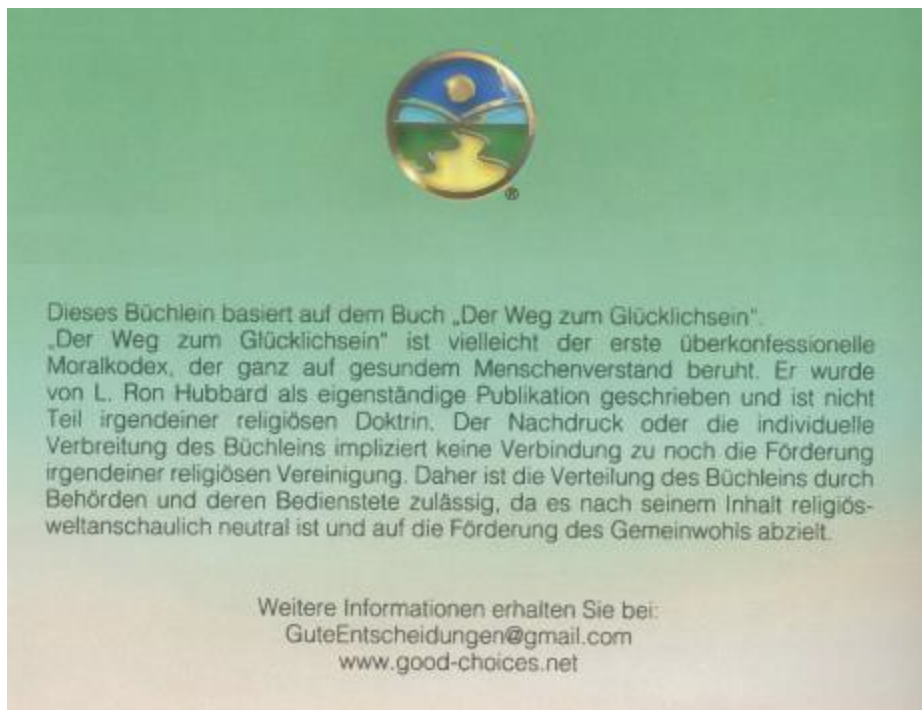 ®
Dieses Büchlein basiert auf dem Buch „Der Weg zum Glücklichsein".
„Der Weg zum Glücklichsein" ist vielleicht der erste überkonfessionelle
Moralkodex, der ganz auf gesundem Menschenverstand beruht. Er wurde
von L. Ron Hubbard als eigenständige Publikation geschrieben und ist nicht
Teil irgendeiner religiösen Doktrin. Der Nachdruck oder die individuelle
Verbreitung des Büchleins impliziert keine Verbindung zu noch die Förderung
irgendeiner religiösen Vereinigung. Daher ist die Verteilung des Büchleins durch
Behörden und deren Bedienstete zulässig, da es nach seinem Inhalt religiös-
weltanschaulich neutral ist und auf die Förderung des Gemeinwohls abzielt.
Weitere Informationen erhalten Sie bei:
GuteEntscheidungen@gmail.com
www.good-choices.net